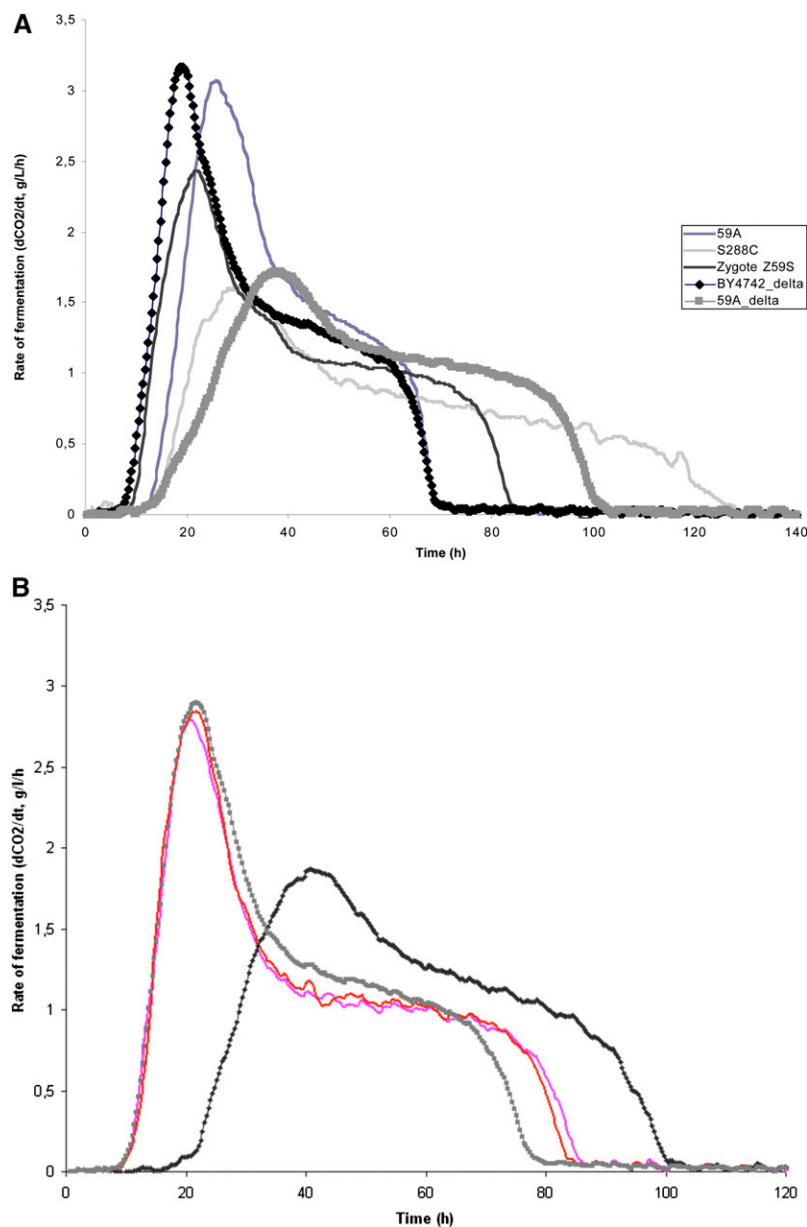 A
3,5
3
2,5
2
1,5
1
0,5
0
Rate of fermentation (dCO2/dt, g/L/h)
0 20 40 60 80 100 120 140
Time (h)
59A
S288C
Zygote Z59S
BY4742_delta
59A_delta
B
3,5
3
2,5
2
1,5
1
0,5
0
Rate of fermentation (dCO2/dt, g/l/h
0 20 40 60 80 100 120
Time (h)